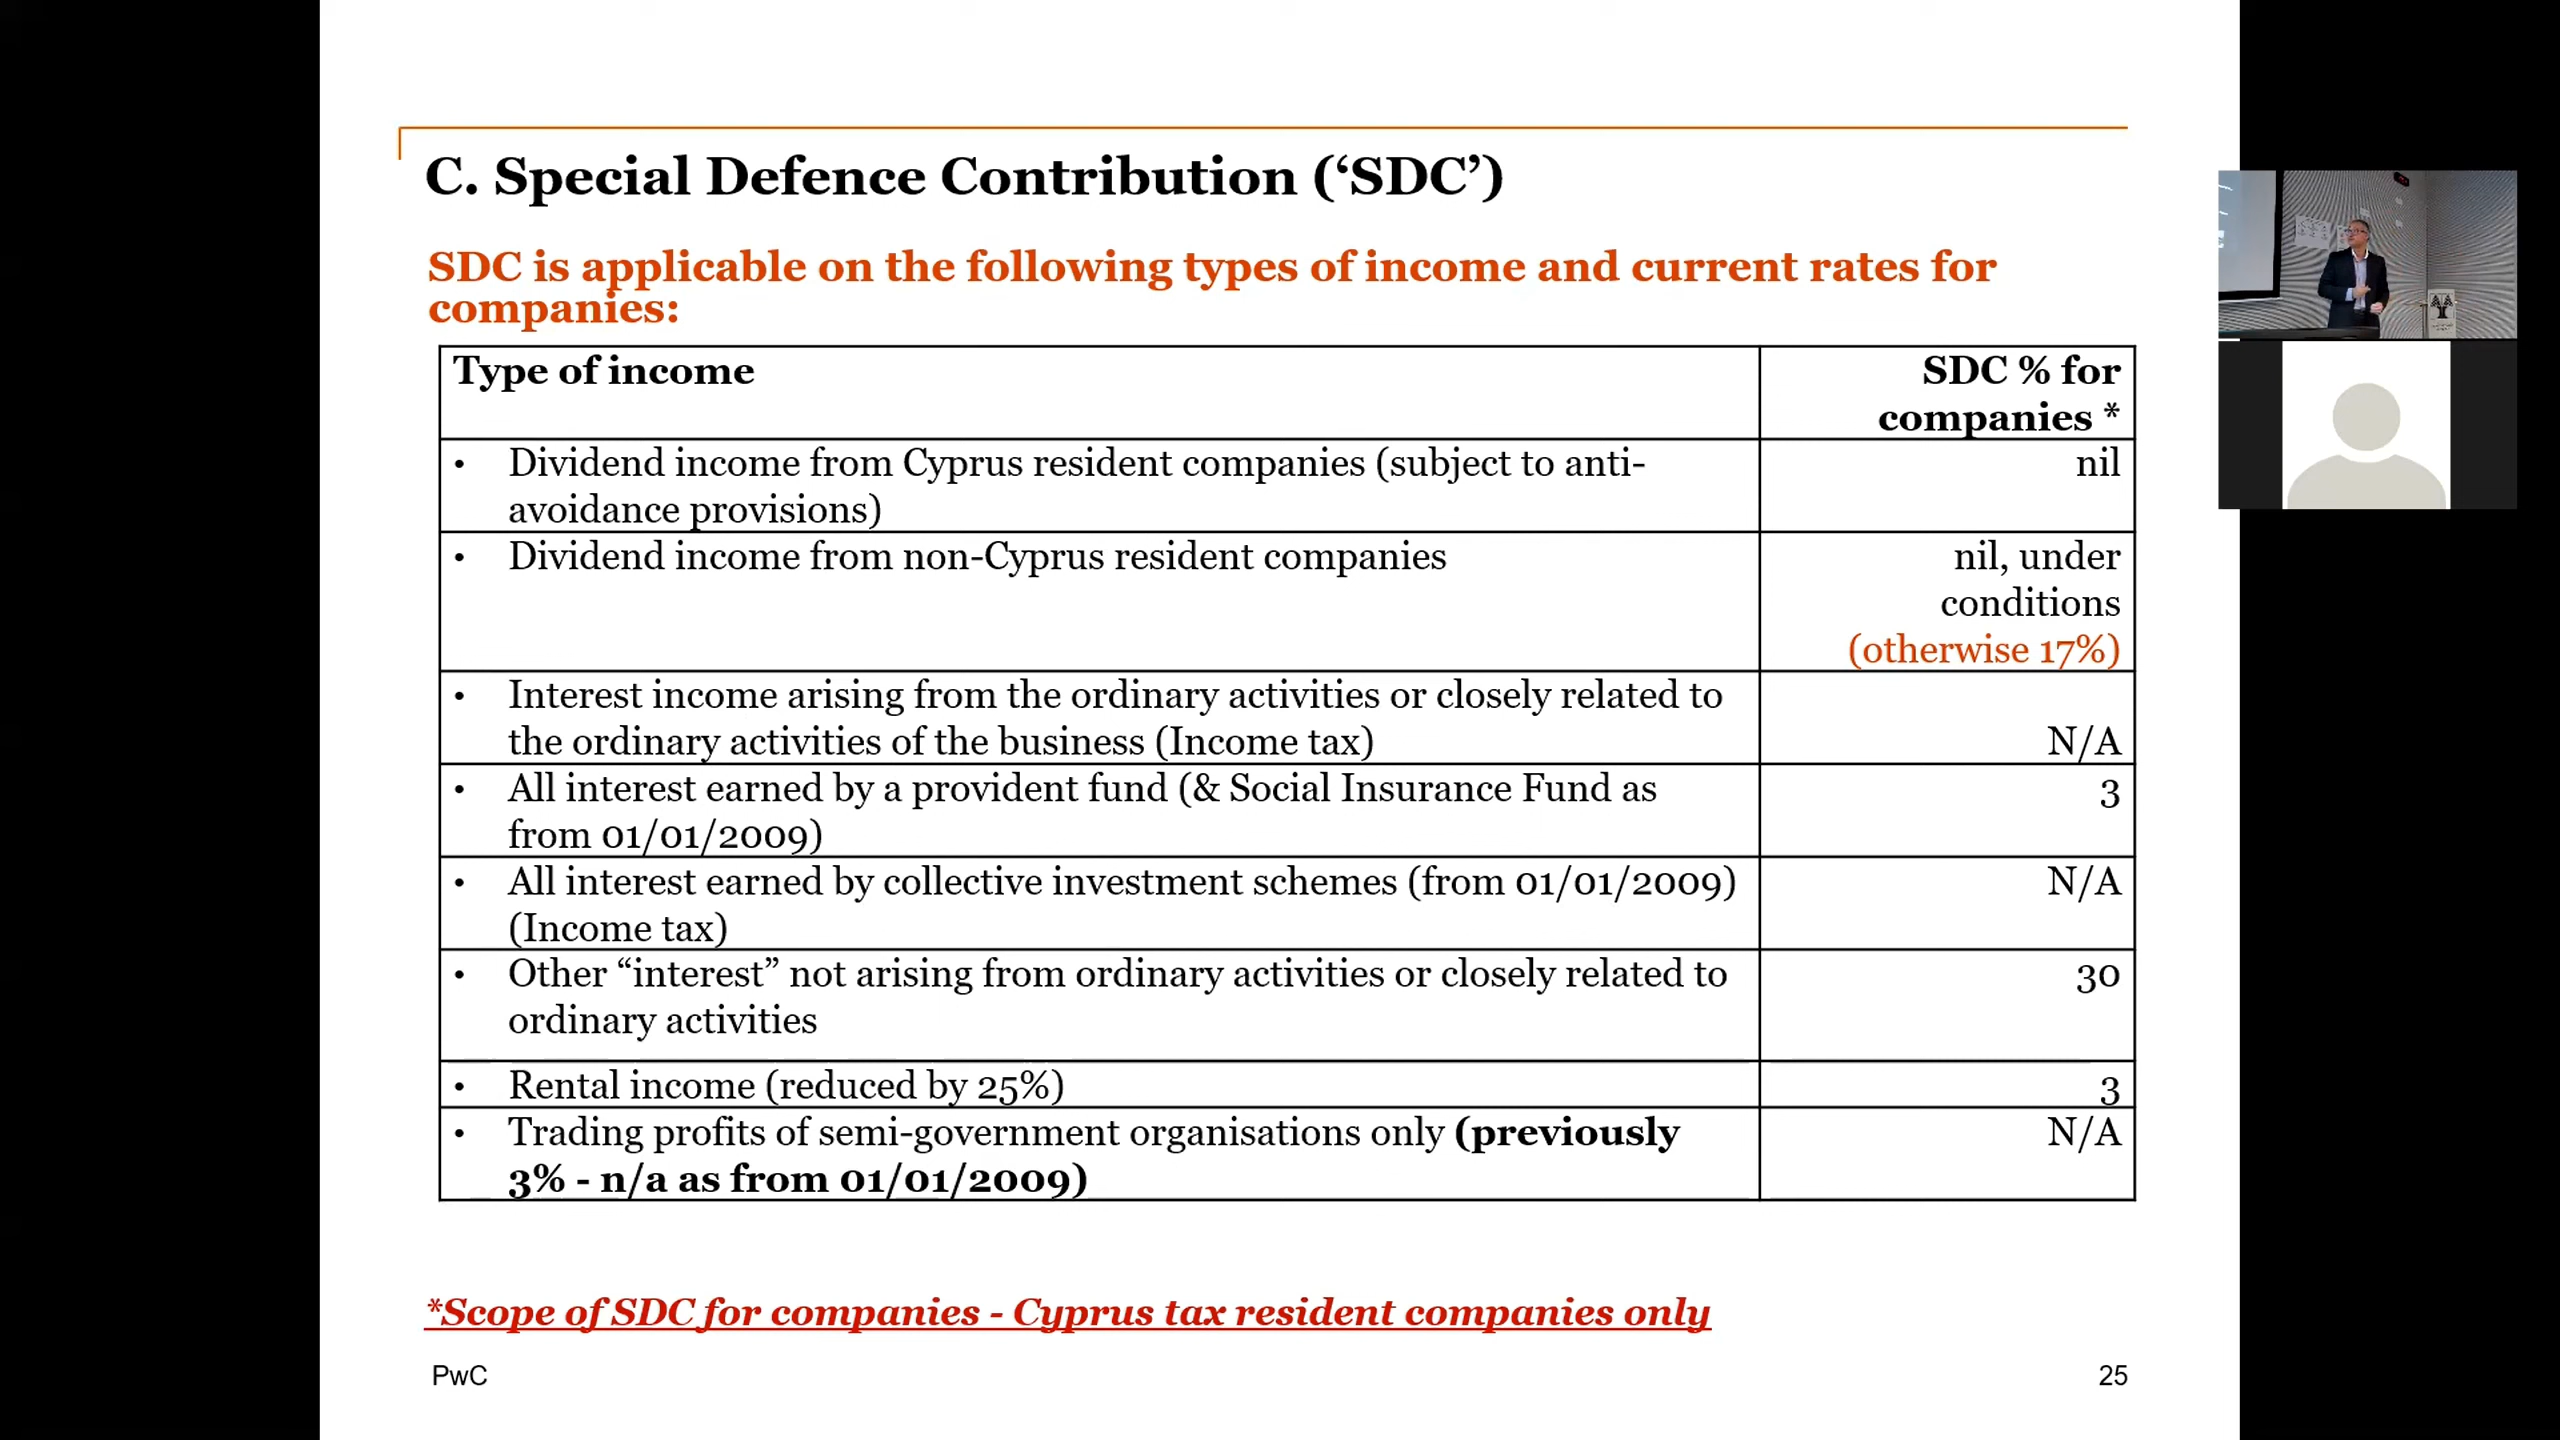 C. Special Defence Contribution (‘SDC’)
SDC is applicable on the following types of income and current rates for
companies:
Type of income
SDC % for
companies *
• Dividend income from Cyprus resident companies (subject to anti-
avoidance provisions)
nil
• Dividend income from non-Cyprus resident companies
nil, under
conditions
(otherwise 17%)
• Interest income arising from the ordinary activities or closely related to
the ordinary activities of the business (Income tax)
N/A
• All interest earned by a provident fund (& Social Insurance Fund as
from 01/01/2009)
3
• All interest earned by collective investment schemes (from 01/01/2009)
(Income tax)
N/A
• Other “interest” not arising from ordinary activities or closely related to
ordinary activities
30
• Rental income (reduced by 25%)
3
• Trading profits of semi-government organisations only (previously
3% - n/a as from 01/01/2009)
N/A
*Scope of SDC for companies - Cyprus tax resident companies only
PwC
25